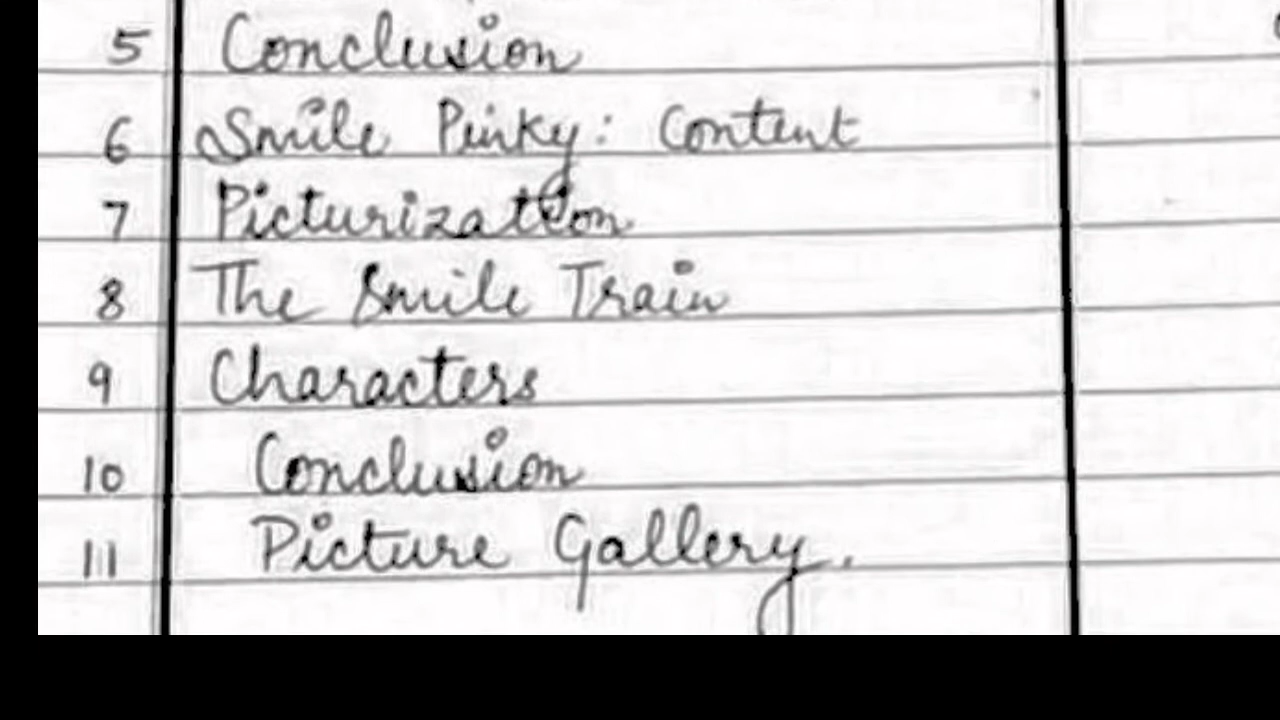 5 Conclusion
6 Smile Pinky: Content
7 Picturization
8 The Smile Train
9 Characters
10 Conclusion
11 Picture Gallery.